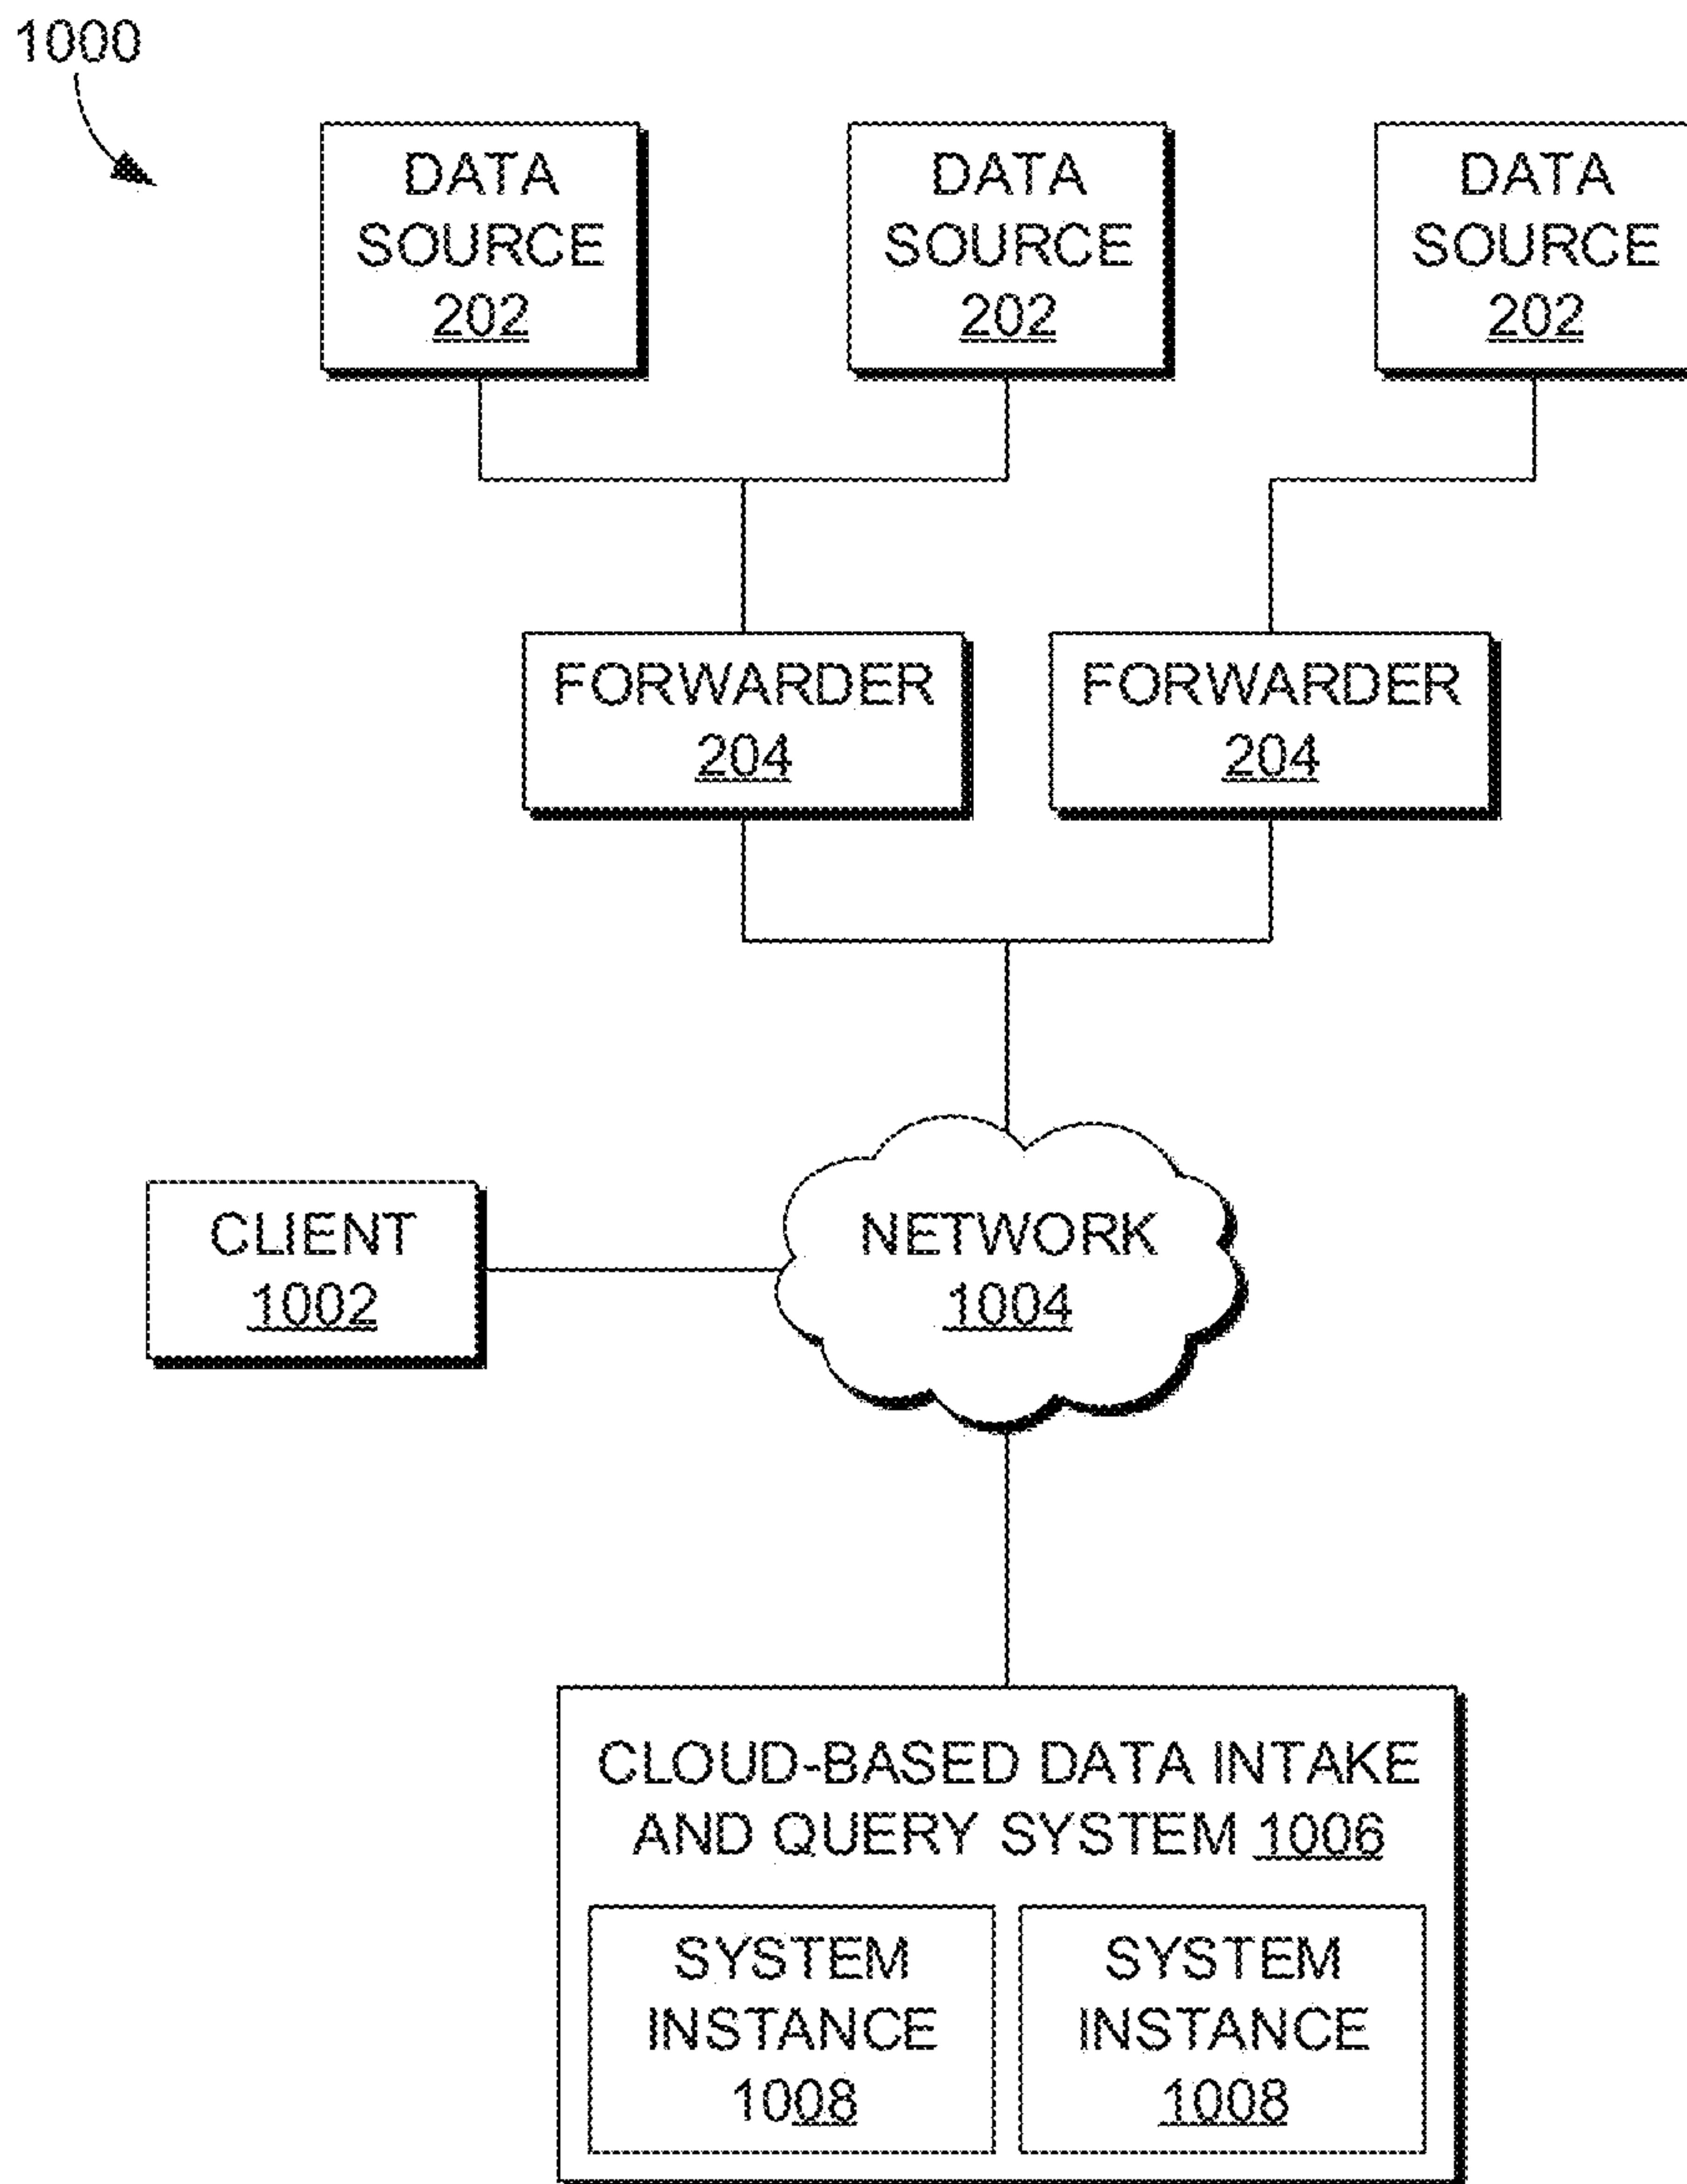 1000
DATA
SOURCE
202
DATA
SOURCE
202
DATA
SOURCE
202
FORWARDER
204
FORWARDER
204
CLIENT
1002
NETWORK
1004
CLOUD-BASED DATA INTAKE
AND QUERY SYSTEM 1006
SYSTEM
INSTANCE
1008
SYSTEM
INSTANCE
1008